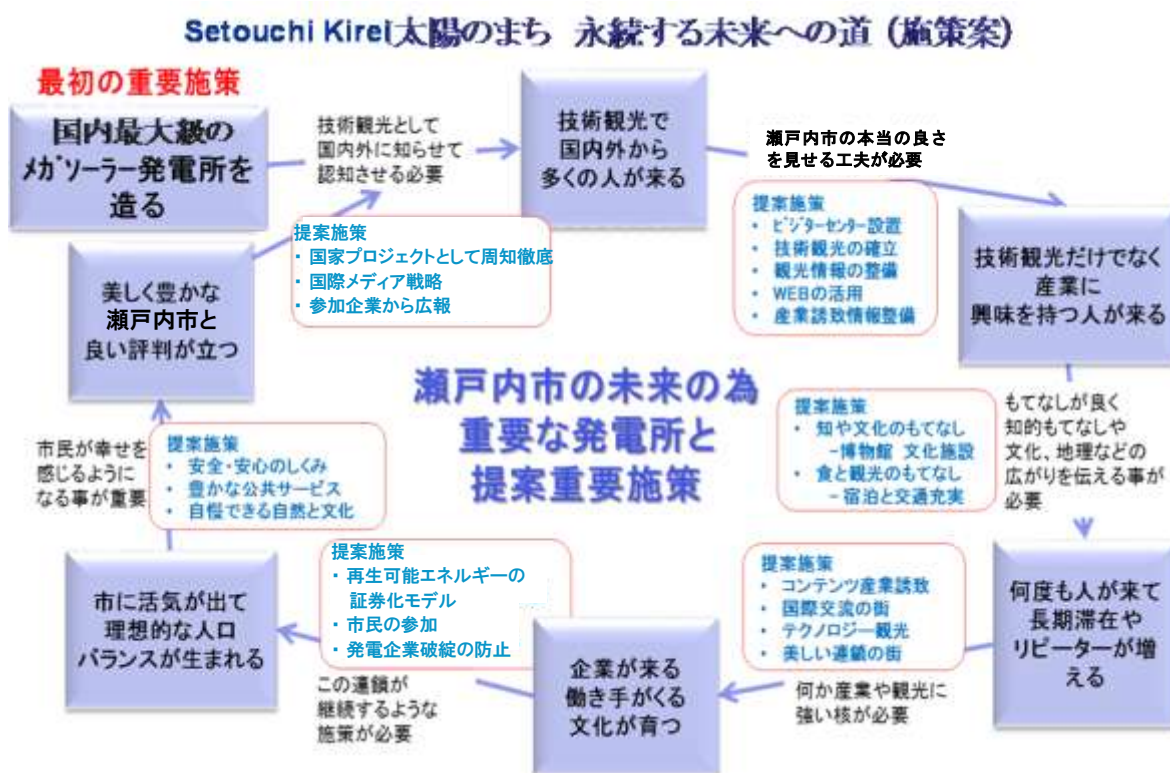 Setouchi Kirei太陽のまち 永続する未来への道（施策案）
最初の重要施策
国内最大級の
メガソーラー発電所を
造る
技術観光として
国内外に知らせて
認知させる必要
技術観光で
国内外から
多くの人が来る
瀬戸内市の本当の良さ
を見せる工夫が必要
提案施策
・ ビジターセンター設置
・ 技術観光の確立
・ 観光情報の整備
・ WEBの活用
・ 産業誘致情報整備
技術観光だけでなく
産業に
興味を持つ人が来る
提案施策
・ 国家プロジェクトとして周知徹底
・ 国際メディア戦略
・ 参加企業から広報
美しく豊かな
瀬戸内市と
良い評判が立つ
瀬戸内市の未来の為
重要な発電所と
提案重要施策
提案施策
・ 知や文化のもてなし
−博物館 文化施設
・ 食と観光のもてなし
−宿泊と交通充実
もてなしが良く
知的もてなしや
文化、地理などの
広がりを伝える事が
必要
市民が幸せを
感じるように
なる事が重要
提案施策
・ 安全・安心のしくみ
・ 豊かな公共サービス
・ 自慢できる自然と文化
何度も人が来て
長期滞在や
リピーターが増
える
提案施策
・ コンテンツ産業誘致
・ 国際交流の街
・ テクノロジー観光
・ 美しい連鎖の街
何か産業や観光に
強い核が必要
企業が来る
働き手がくる
文化が育つ
提案施策
・ 再生可能エネルギーの
証券化モデル
・ 市民の参加
・ 発電企業破綻の防止
この連鎖が
継続するような
施策が必要
市に活気が出て
理想的な人口
バランスが生まれる